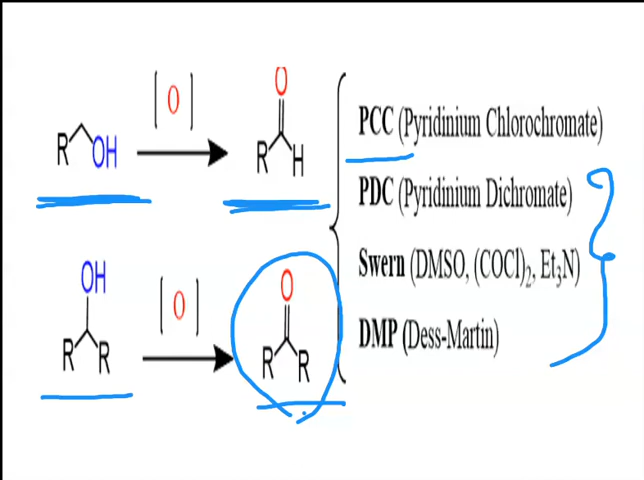 [O]
O
R
OH
R
H
OH
[O]
O
R
R
R
R
PCC (Pyridinium Chlorochromate)
PDC (Pyridinium Dichromate)
Swern (DMSO, (COCl)₂, Et₃N)
DMP (Dess-Martin)